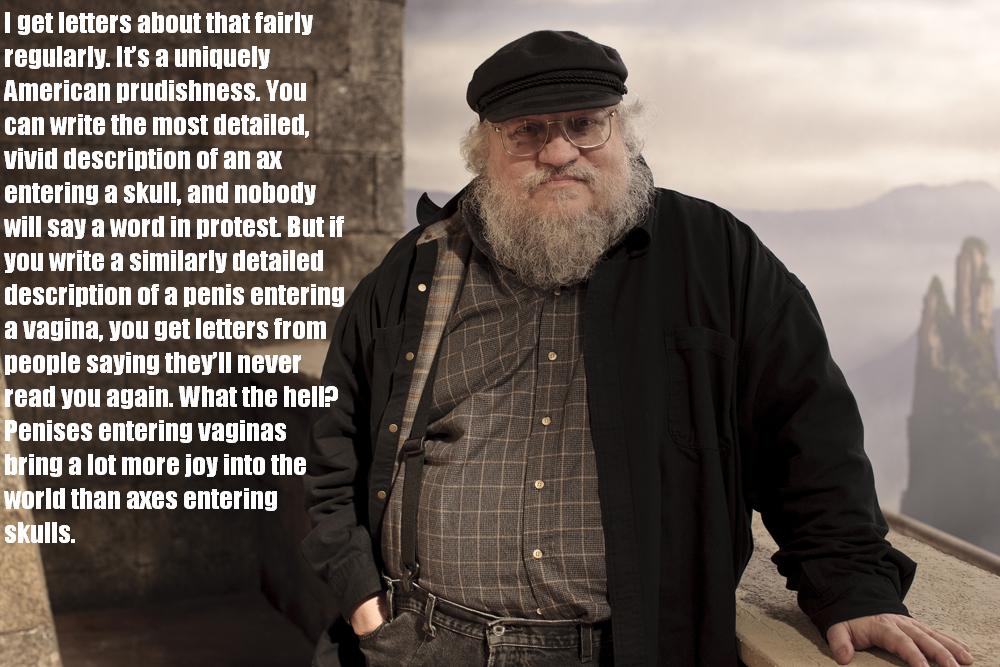 I get letters about that fairly
regularly. It's a uniquely
American prudishness. You
can write the most detailed,
vivid description of an ax
entering a skull, and nobody
will say a word in protest. But if
you write a similarly detailed
description of a penis entering
a vagina, you get letters from
people saying they'll never
read you again. What the hell?
Penises entering vaginas
bring a lot more joy into the
world than axes entering
skulls.